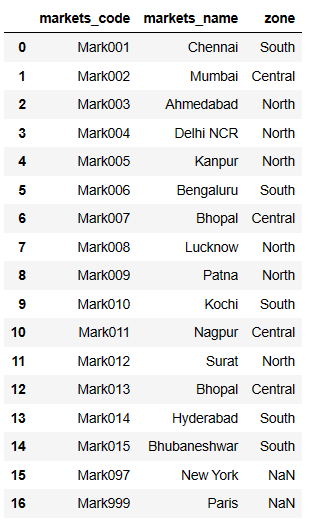 markets_code markets_name zone
0 Mark001 Chennai South
1 Mark002 Mumbai Central
2 Mark003 Ahmedabad North
3 Mark004 Delhi NCR North
4 Mark005 Kanpur North
5 Mark006 Bengaluru South
6 Mark007 Bhopal Central
7 Mark008 Lucknow North
8 Mark009 Patna North
9 Mark010 Kochi South
10 Mark011 Nagpur Central
11 Mark012 Surat North
12 Mark013 Bhopal Central
13 Mark014 Hyderabad South
14 Mark015 Bhubaneshwar South
15 Mark097 New York NaN
16 Mark999 Paris NaN